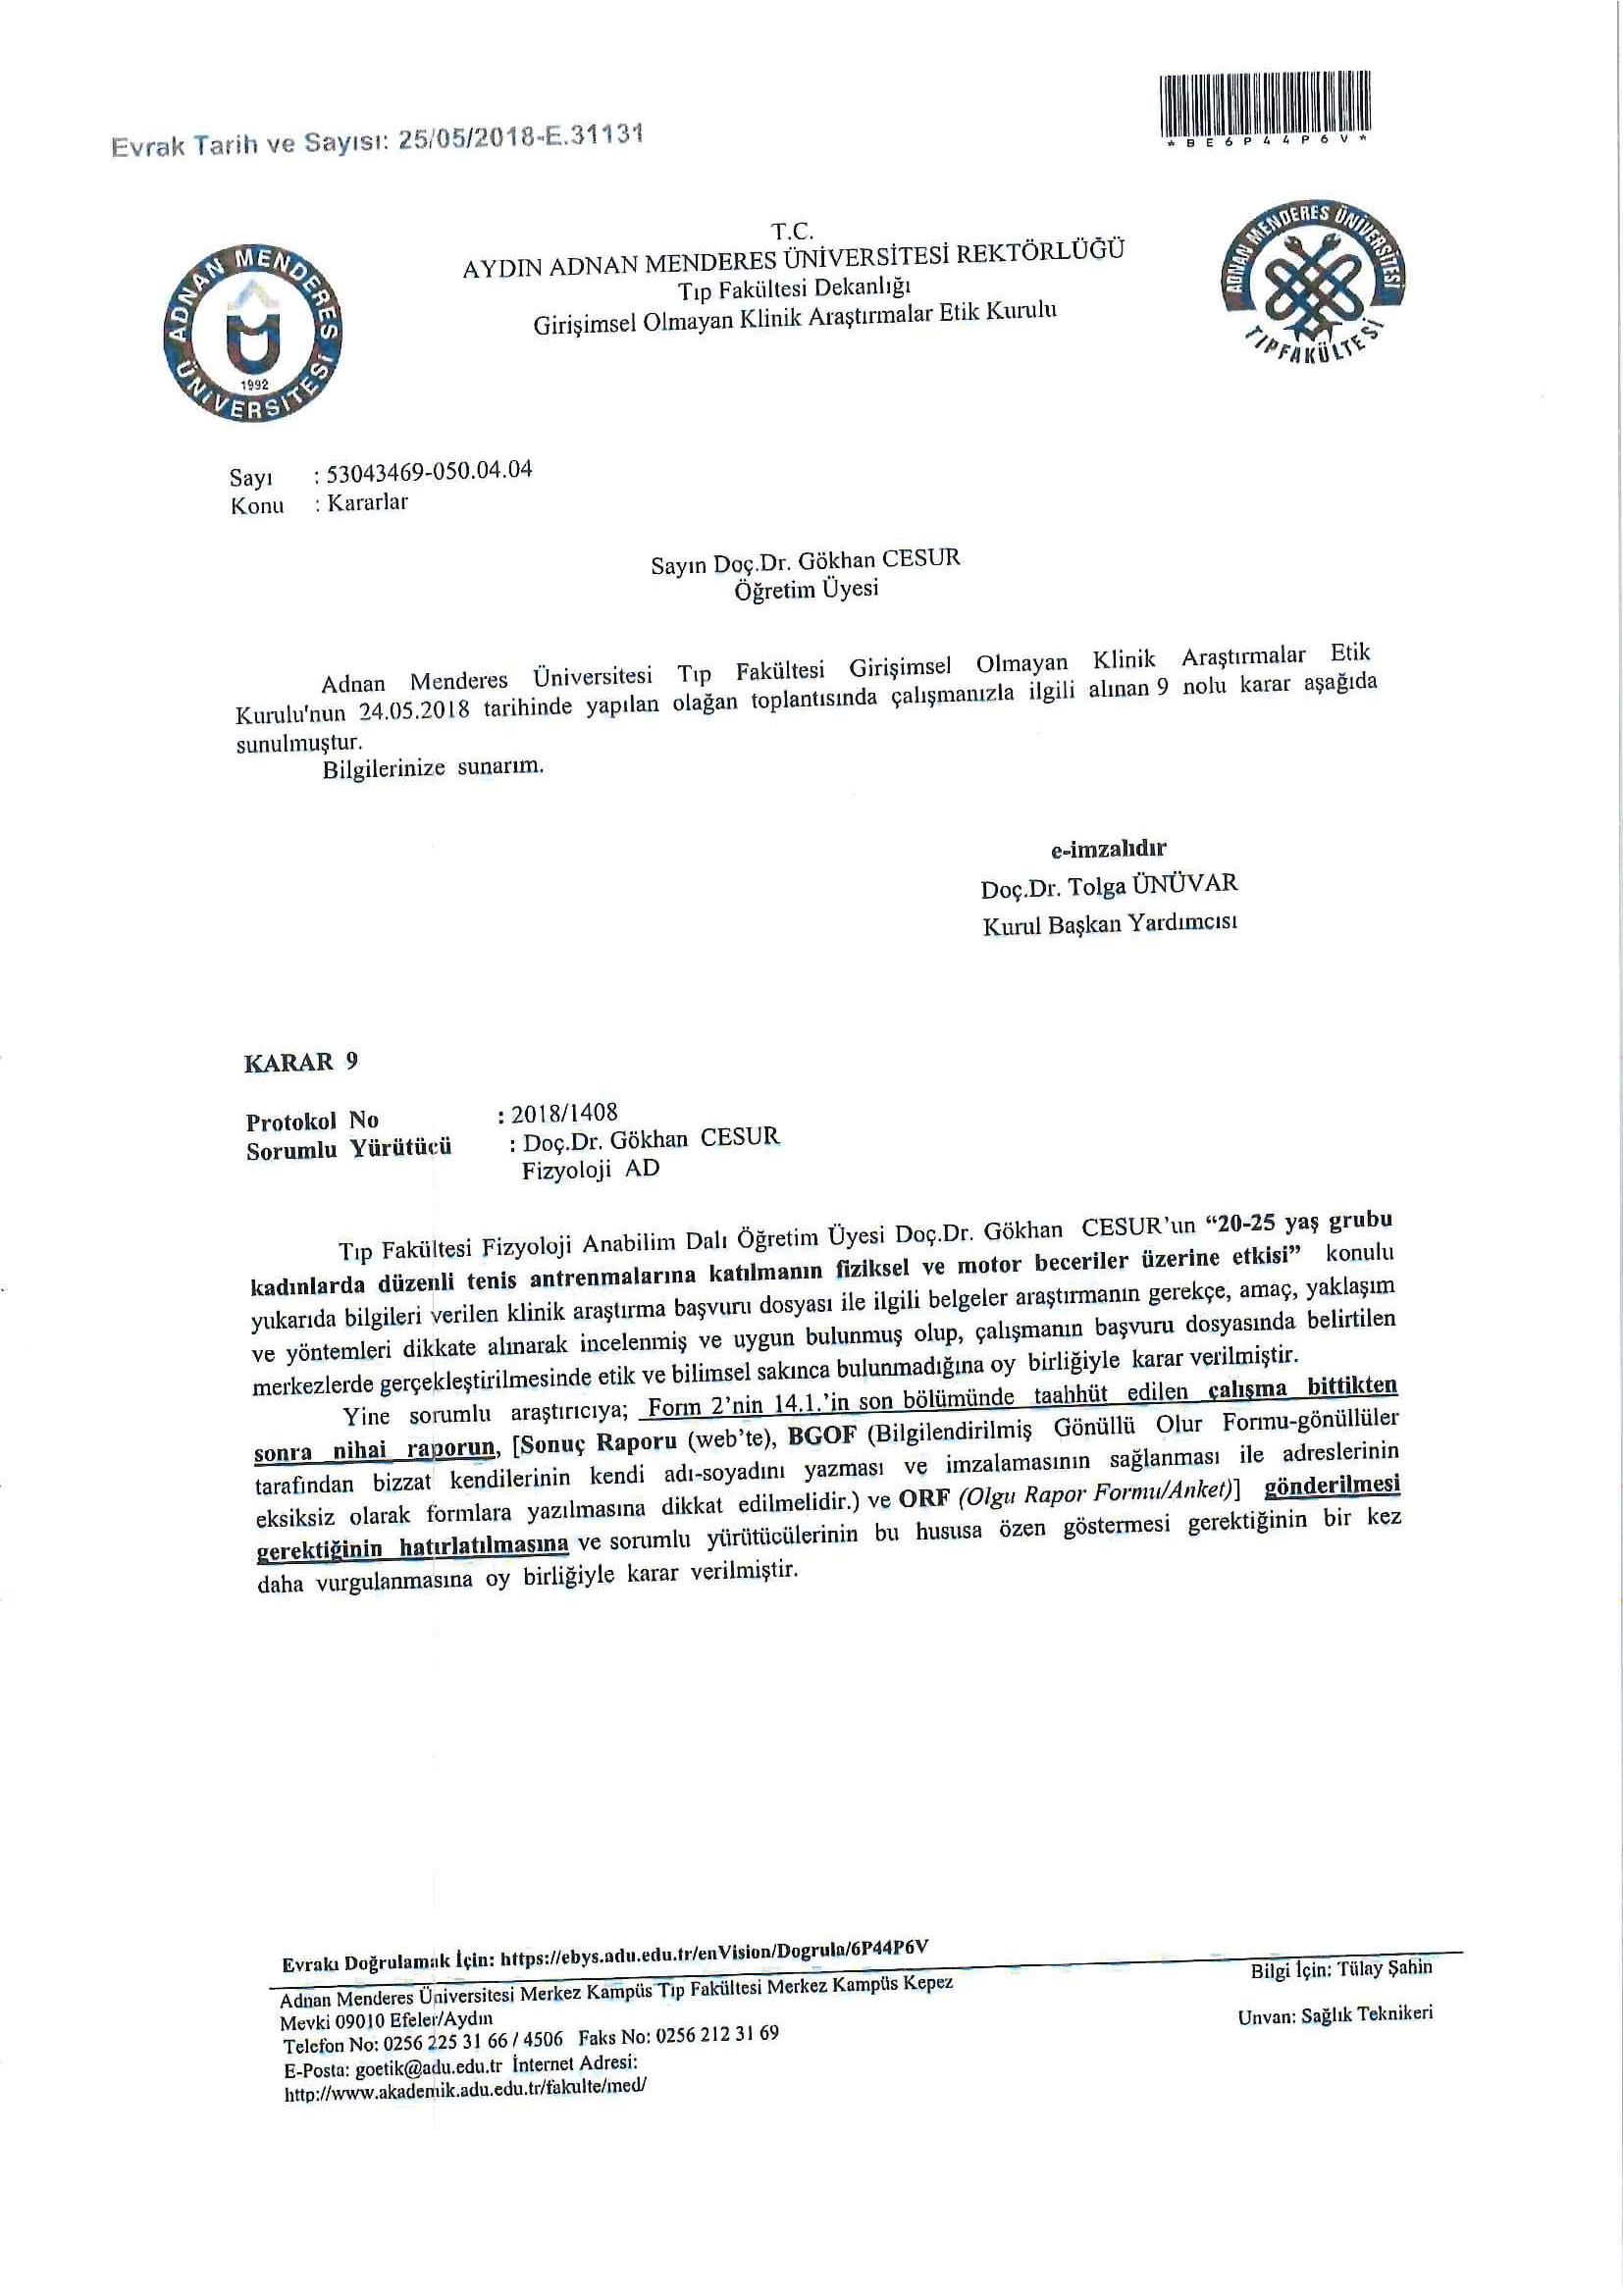 Evrak Tarih ve Sayısı: 25/05/2018-E.31131
* B E 6 P 4 4 P 6 V *
T.C.
AYDIN ADNAN MENDERES ÜNİVERSİTESİ REKTÖRLÜĞÜ
Tıp Fakültesi Dekanlığı
Girişimsel Olmayan Klinik Araştırmalar Etik Kurulu
ADNAN MENDERES ÜNİVERSİTESİ
1992
ADNAN MENDERES ÜNİVERSİTESİ
TIP FAKÜLTESİ
Sayı : 53043469-050.04.04
Konu : Kararlar
Sayın Doç.Dr. Gökhan CESUR
Öğretim Üyesi
Adnan Menderes Üniversitesi Tıp Fakültesi Girişimsel Olmayan Klinik Araştırmalar Etik
Kurulu'nun 24.05.2018 tarihinde yapılan olağan toplantısında çalışmanızla ilgili alınan 9 nolu karar aşağıda
sunulmuştur.
Bilgilerinize sunarım.
e-imzalıdır
Doç.Dr. Tolga ÜNÜVAR
Kurul Başkan Yardımcısı
KARAR 9
Protokol No : 2018/1408
Sorumlu Yürütücü : Doç.Dr. Gökhan CESUR
Fizyoloji AD
Tıp Fakültesi Fizyoloji Anabilim Dalı Öğretim Üyesi Doç.Dr. Gökhan CESUR'un “20-25 yaş grubu
kadınlarda düzenli tenis antrenmalarına katılmanın fiziksel ve motor beceriler üzerine etkisi” konulu
yukarıda bilgileri verilen klinik araştırma başvuru dosyası ile ilgili belgeler araştırmanın gerekçe, amaç, yaklaşım
ve yöntemleri dikkate alınarak incelenmiş ve uygun bulunmuş olup, çalışmanın başvuru dosyasında belirtilen
merkezlerde gerçekleştirilmesinde etik ve bilimsel sakınca bulunmadığına oy birliğiyle karar verilmiştir.
Yine sorumlu araştırıcıya; Form 2'nin 14.1.'in son bölümünde taahhüt edilen çalışma bittikten
sonra nihai raporun, [Sonuç Raporu (web'te), BGOF (Bilgilendirilmiş Gönüllü Olur Formu-gönüllüler
tarafından bizzat kendilerinin kendi adı-soyadını yazması ve imzalamasının sağlanması ile adreslerinin
eksiksiz olarak formlara yazılmasına dikkat edilmelidir.) ve ORF (Olgu Rapor Formu/Anket)] gönderilmesi
gerektiğinin hatırlatılmasına ve sorumlu yürütücülerinin bu hususa özen göstermesi gerektiğinin bir kez
daha vurgulanmasına oy birliğiyle karar verilmiştir.
Evrakı Doğrulamak İçin: https://ebys.adu.edu.tr/enVision/Dogrula/6P44P6V
Adnan Menderes Üniversitesi Merkez Kampüs Tıp Fakültesi Merkez Kampüs Kepez
Bilgi İçin: Tülay Şahin
Mevki 09010 Efeler/Aydın
Unvan: Sağlık Teknikeri
Telefon No: 0256 225 31 66 / 4506 Faks No: 0256 212 31 69
E-Posta: goetik@adu.edu.tr İnternet Adresi:
http://www.akademik.adu.edu.tr/fakulte/med/